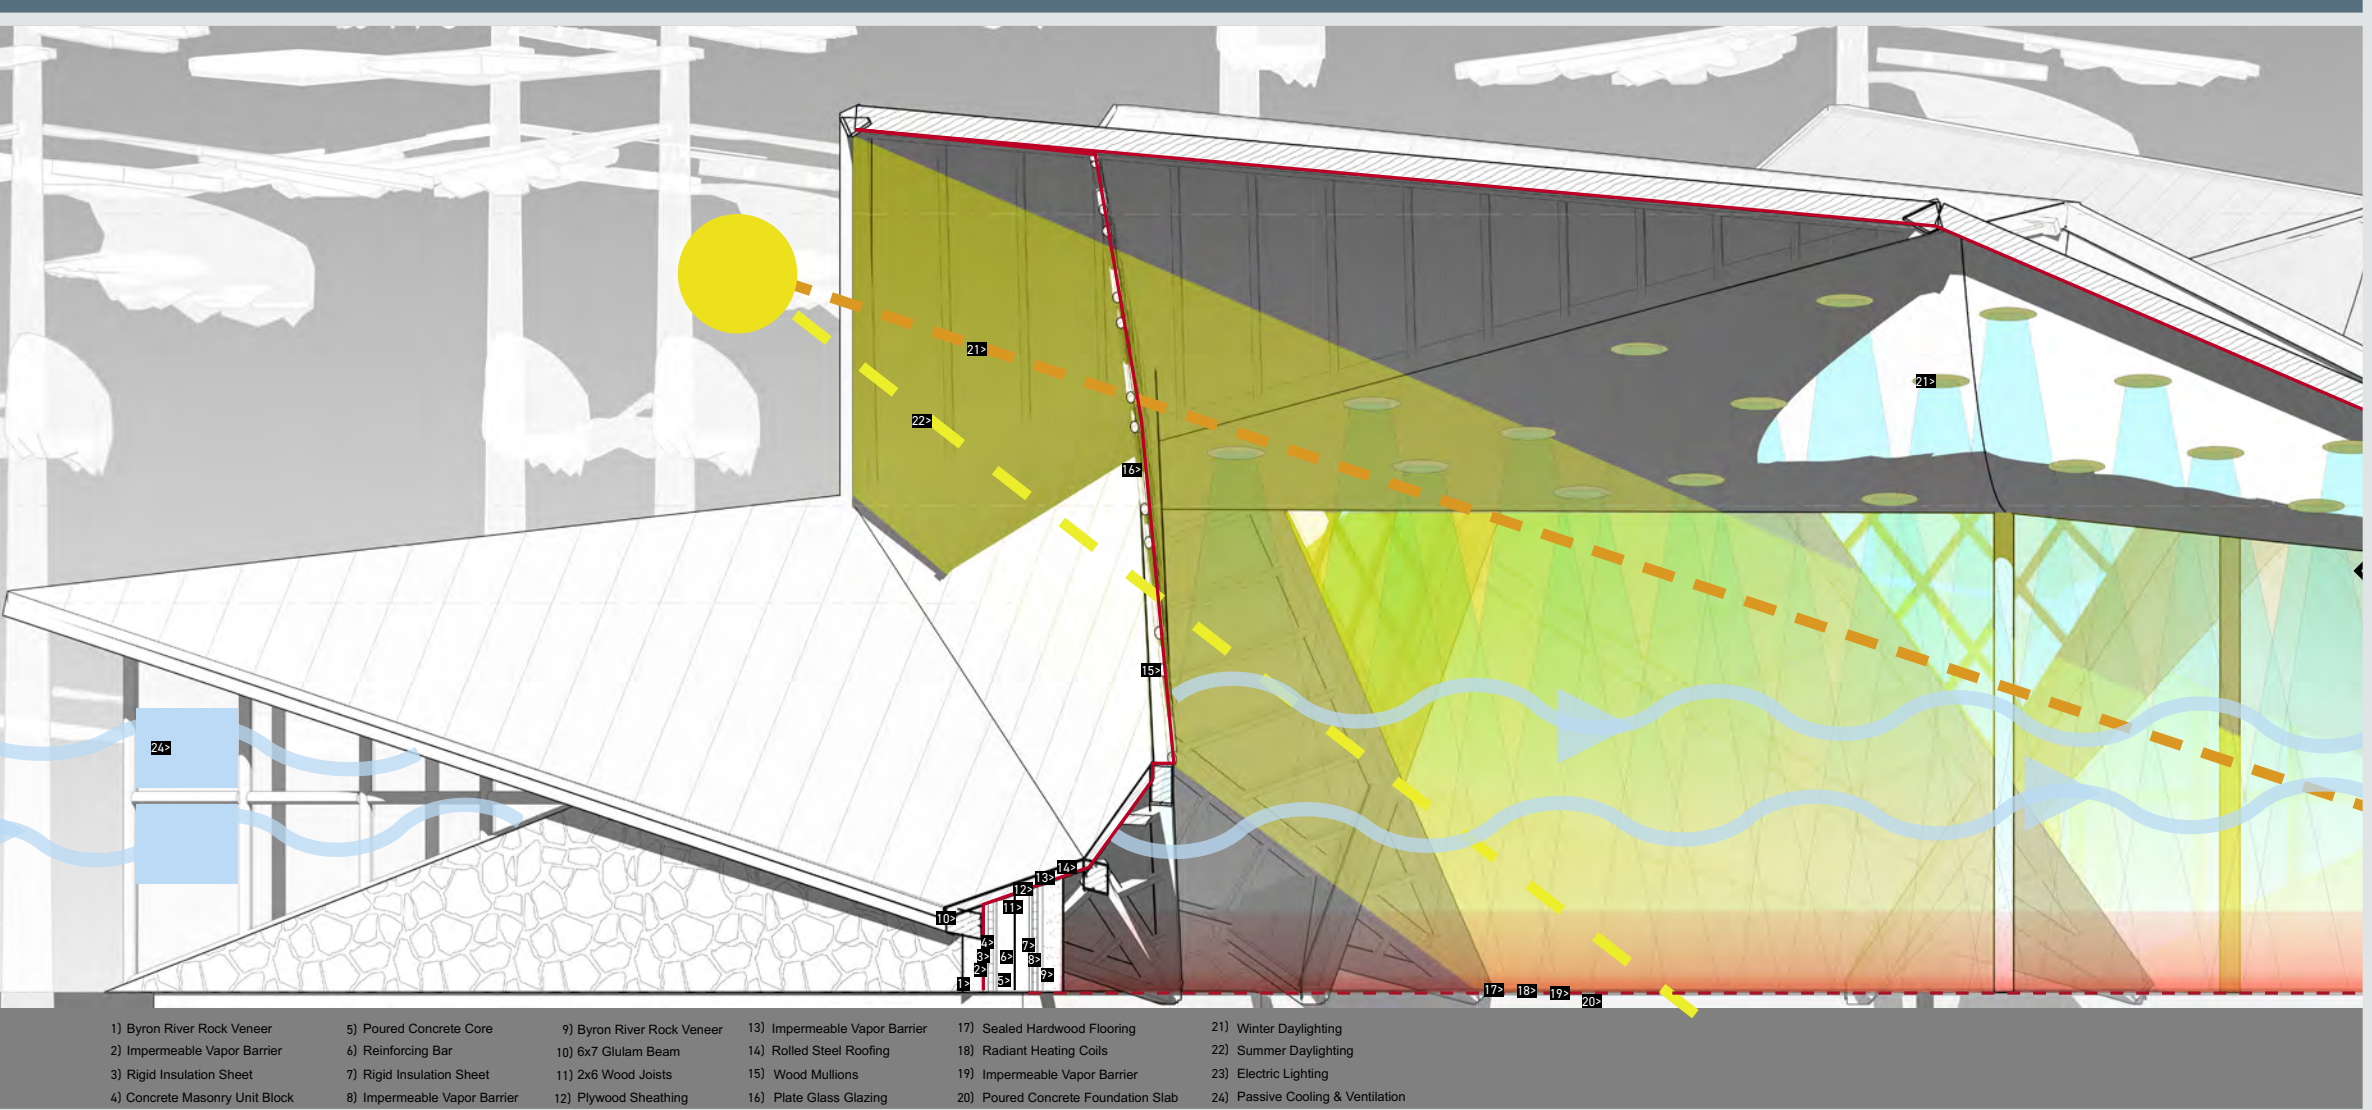 21>
21>
22>
16>
15>
24>
14>
13>
12>
11>
10>
4>
7>
3>
6>
8>
2>
9>
1>
5>
17>
18>
19>
20>
1) Byron River Rock Veneer
2) Impermeable Vapor Barrier
3) Rigid Insulation Sheet
4) Concrete Masonry Unit Block
5) Poured Concrete Core
6) Reinforcing Bar
7) Rigid Insulation Sheet
8) Impermeable Vapor Barrier
9) Byron River Rock Veneer
10) 6x7 Glulam Beam
11) 2x6 Wood Joists
12) Plywood Sheathing
13) Impermeable Vapor Barrier
14) Rolled Steel Roofing
15) Wood Mullions
16) Plate Glass Glazing
17) Sealed Hardwood Flooring
18) Radiant Heating Coils
19) Impermeable Vapor Barrier
20) Poured Concrete Foundation Slab
21) Winter Daylighting
22) Summer Daylighting
23) Electric Lighting
24) Passive Cooling & Ventilation